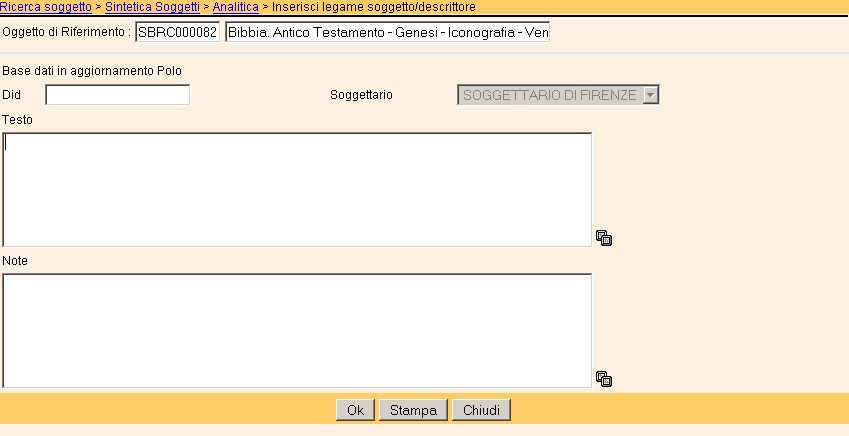 Ricerca soggetto > Sintetica Soggetti > Analitica > Inserisci legame soggetto/descrittore
Oggetto di Riferimento : SBRC000082 Bibbia. Antico Testamento - Genesi - Iconografia - Ven
Base dati in aggiornamento Polo
Did Soggettario SOGGETTARIO DI FIRENZE
Testo
Note
Ok Stampa Chiudi